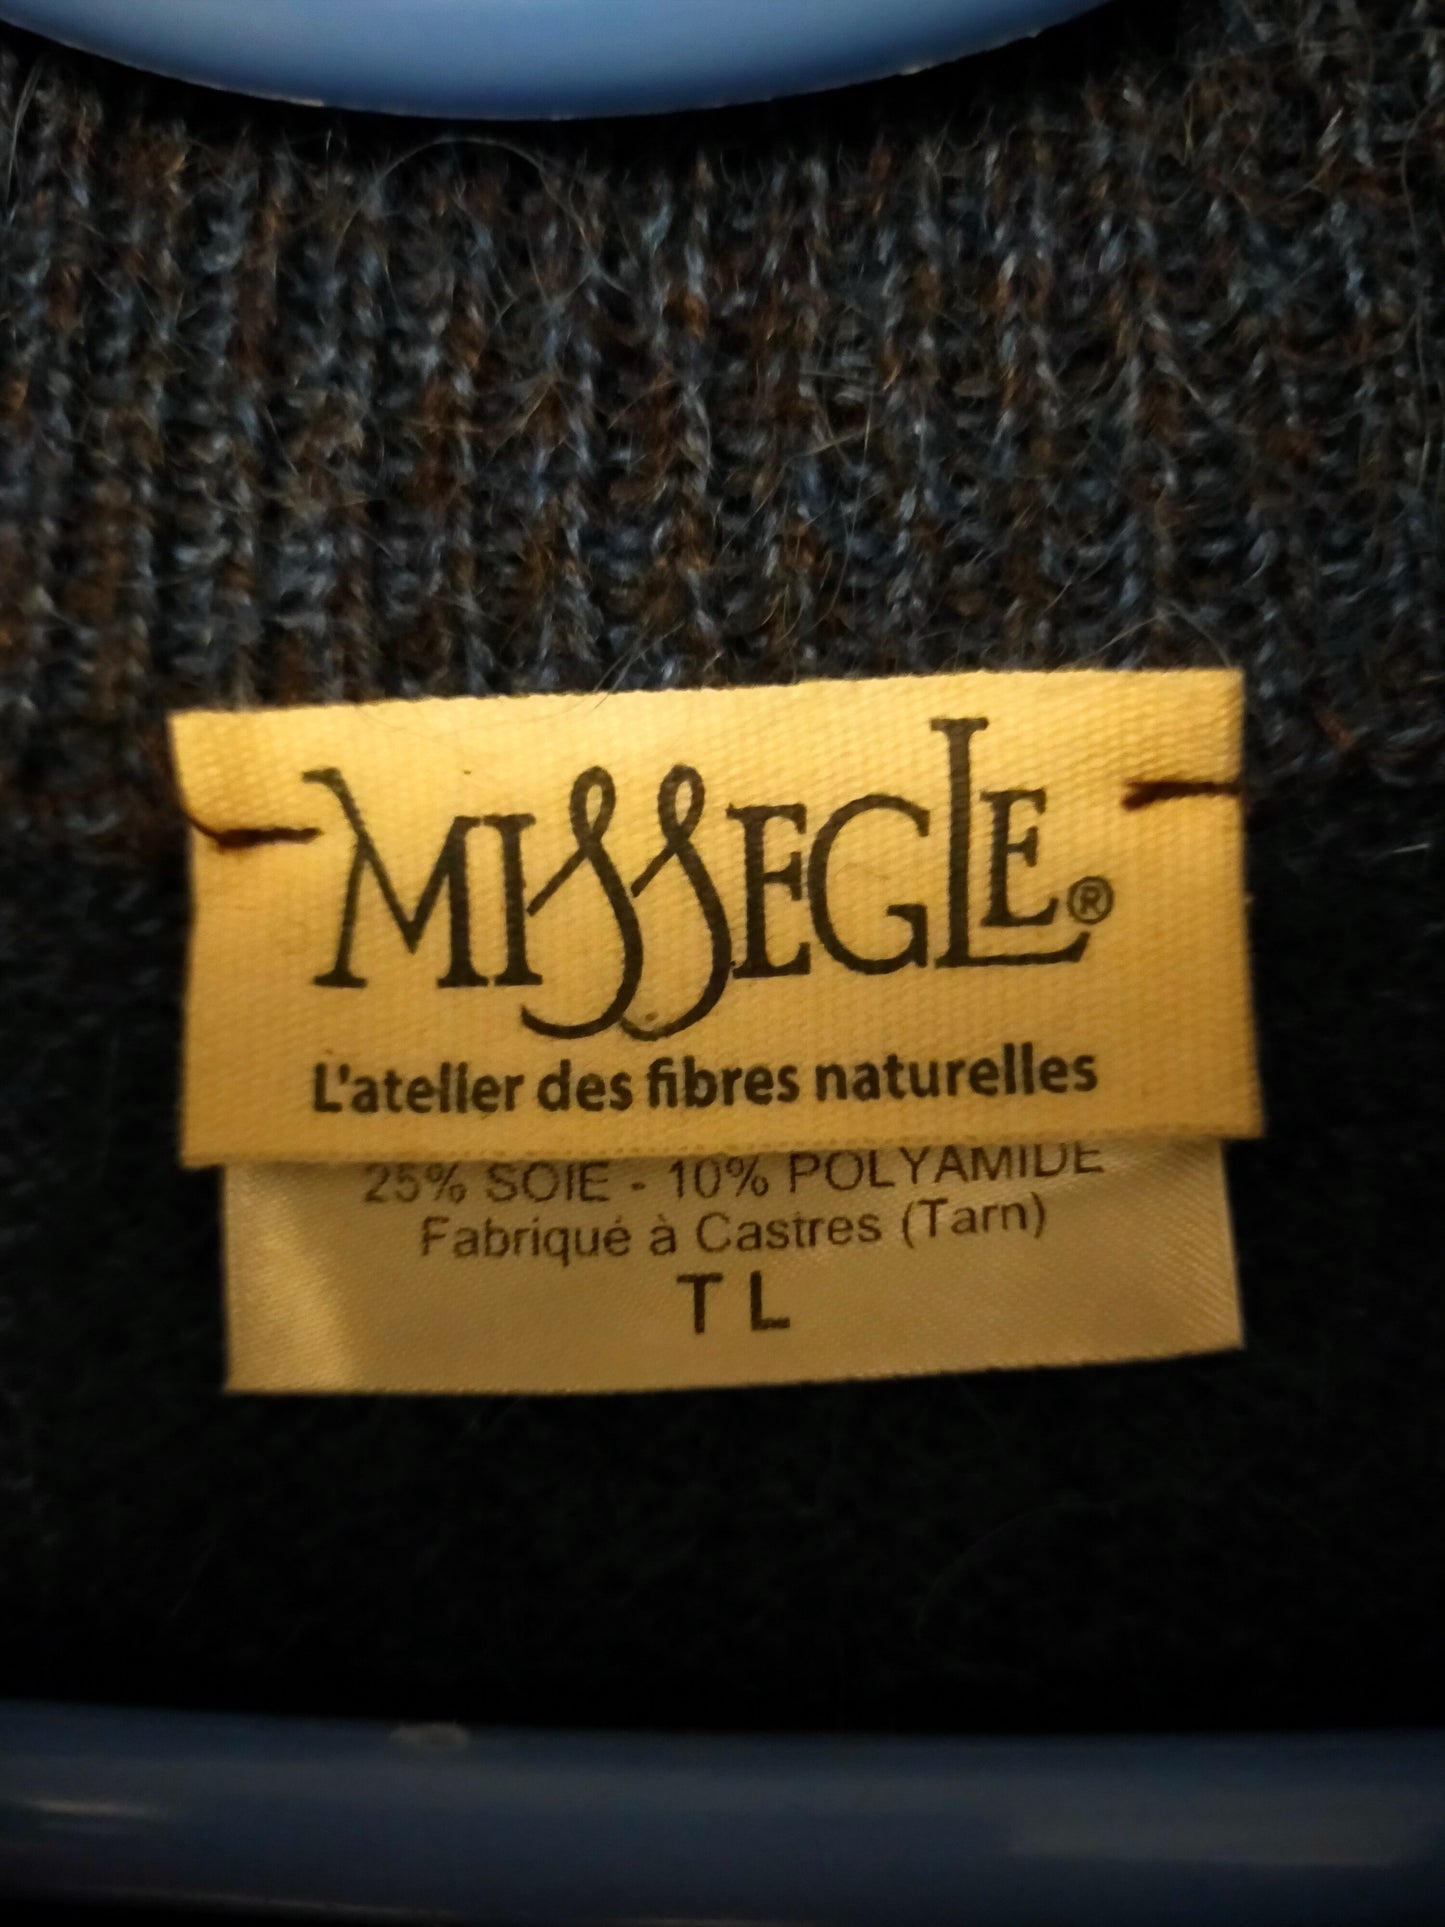 MISSEGLE®
L'atelier des fibres naturelles
25% SOIE - 10% POLYAMIDE
Fabriqué à Castres (Tarn)
T L